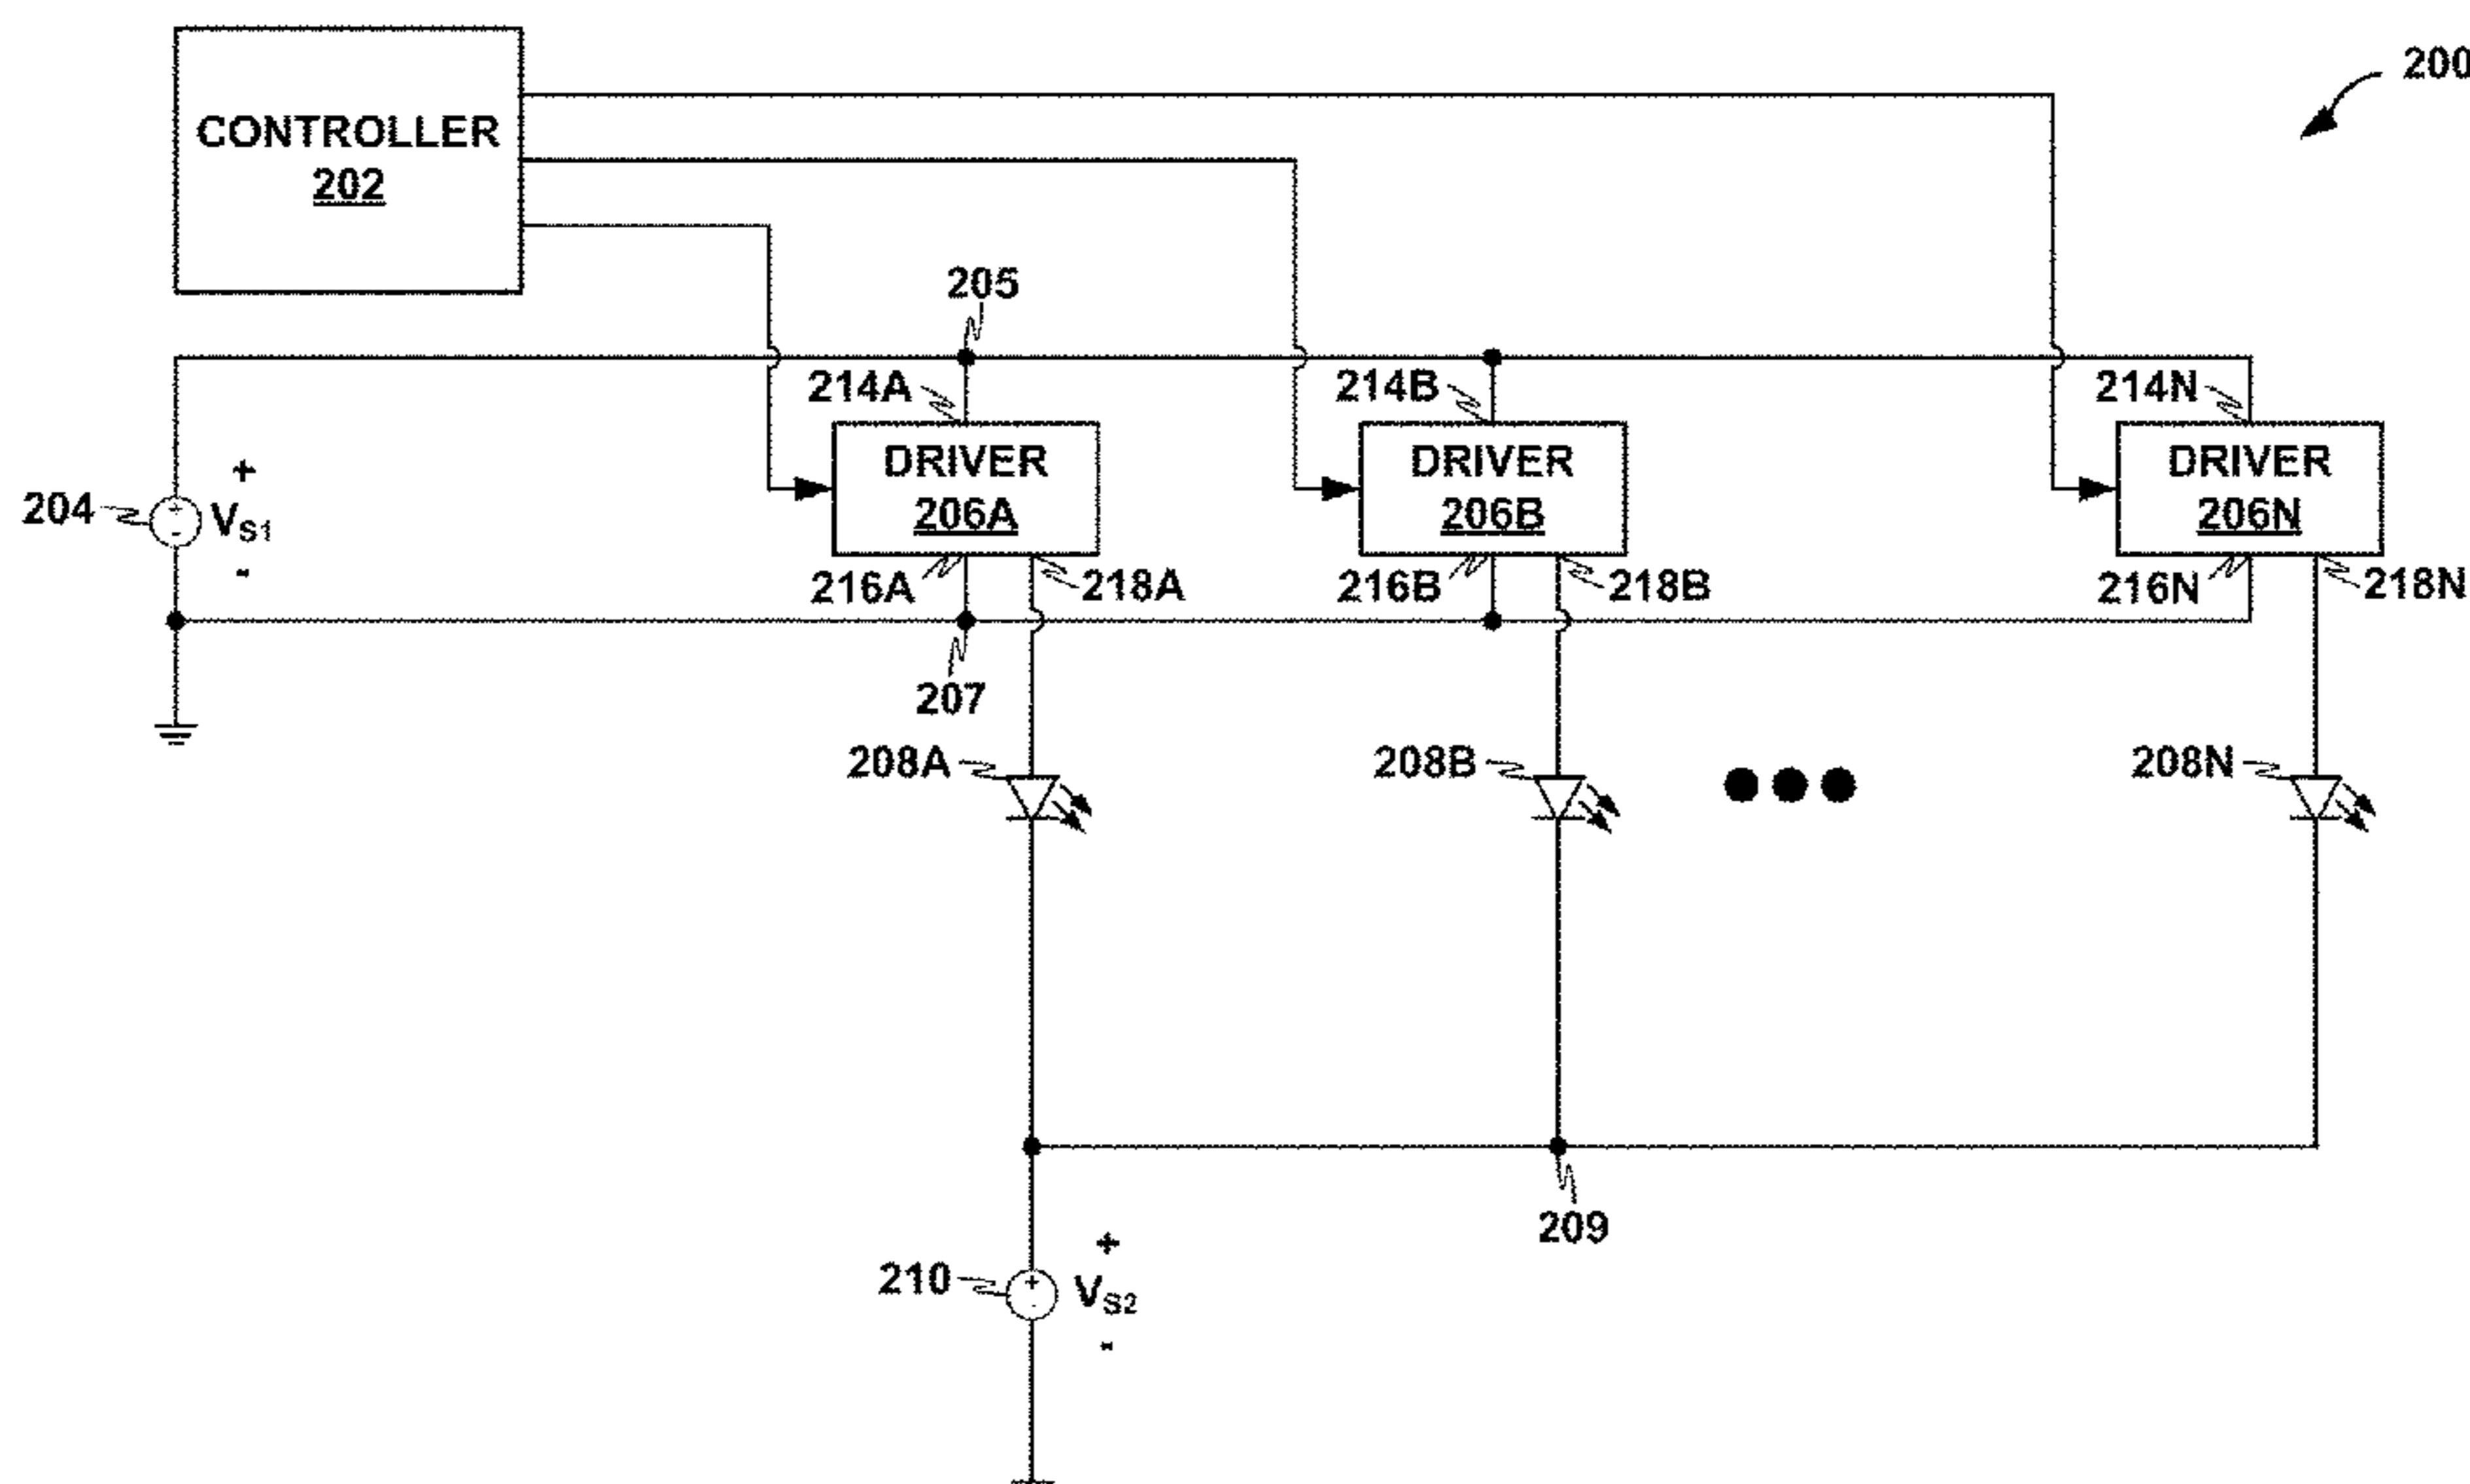 200
CONTROLLER
202
205
214A
214B
214N
DRIVER
206A
DRIVER
206B
DRIVER
206N
204
+
VS1
-
216A
218A
216B
218B
216N
218N
207
208A
208B
208N
209
210
+
VS2
-